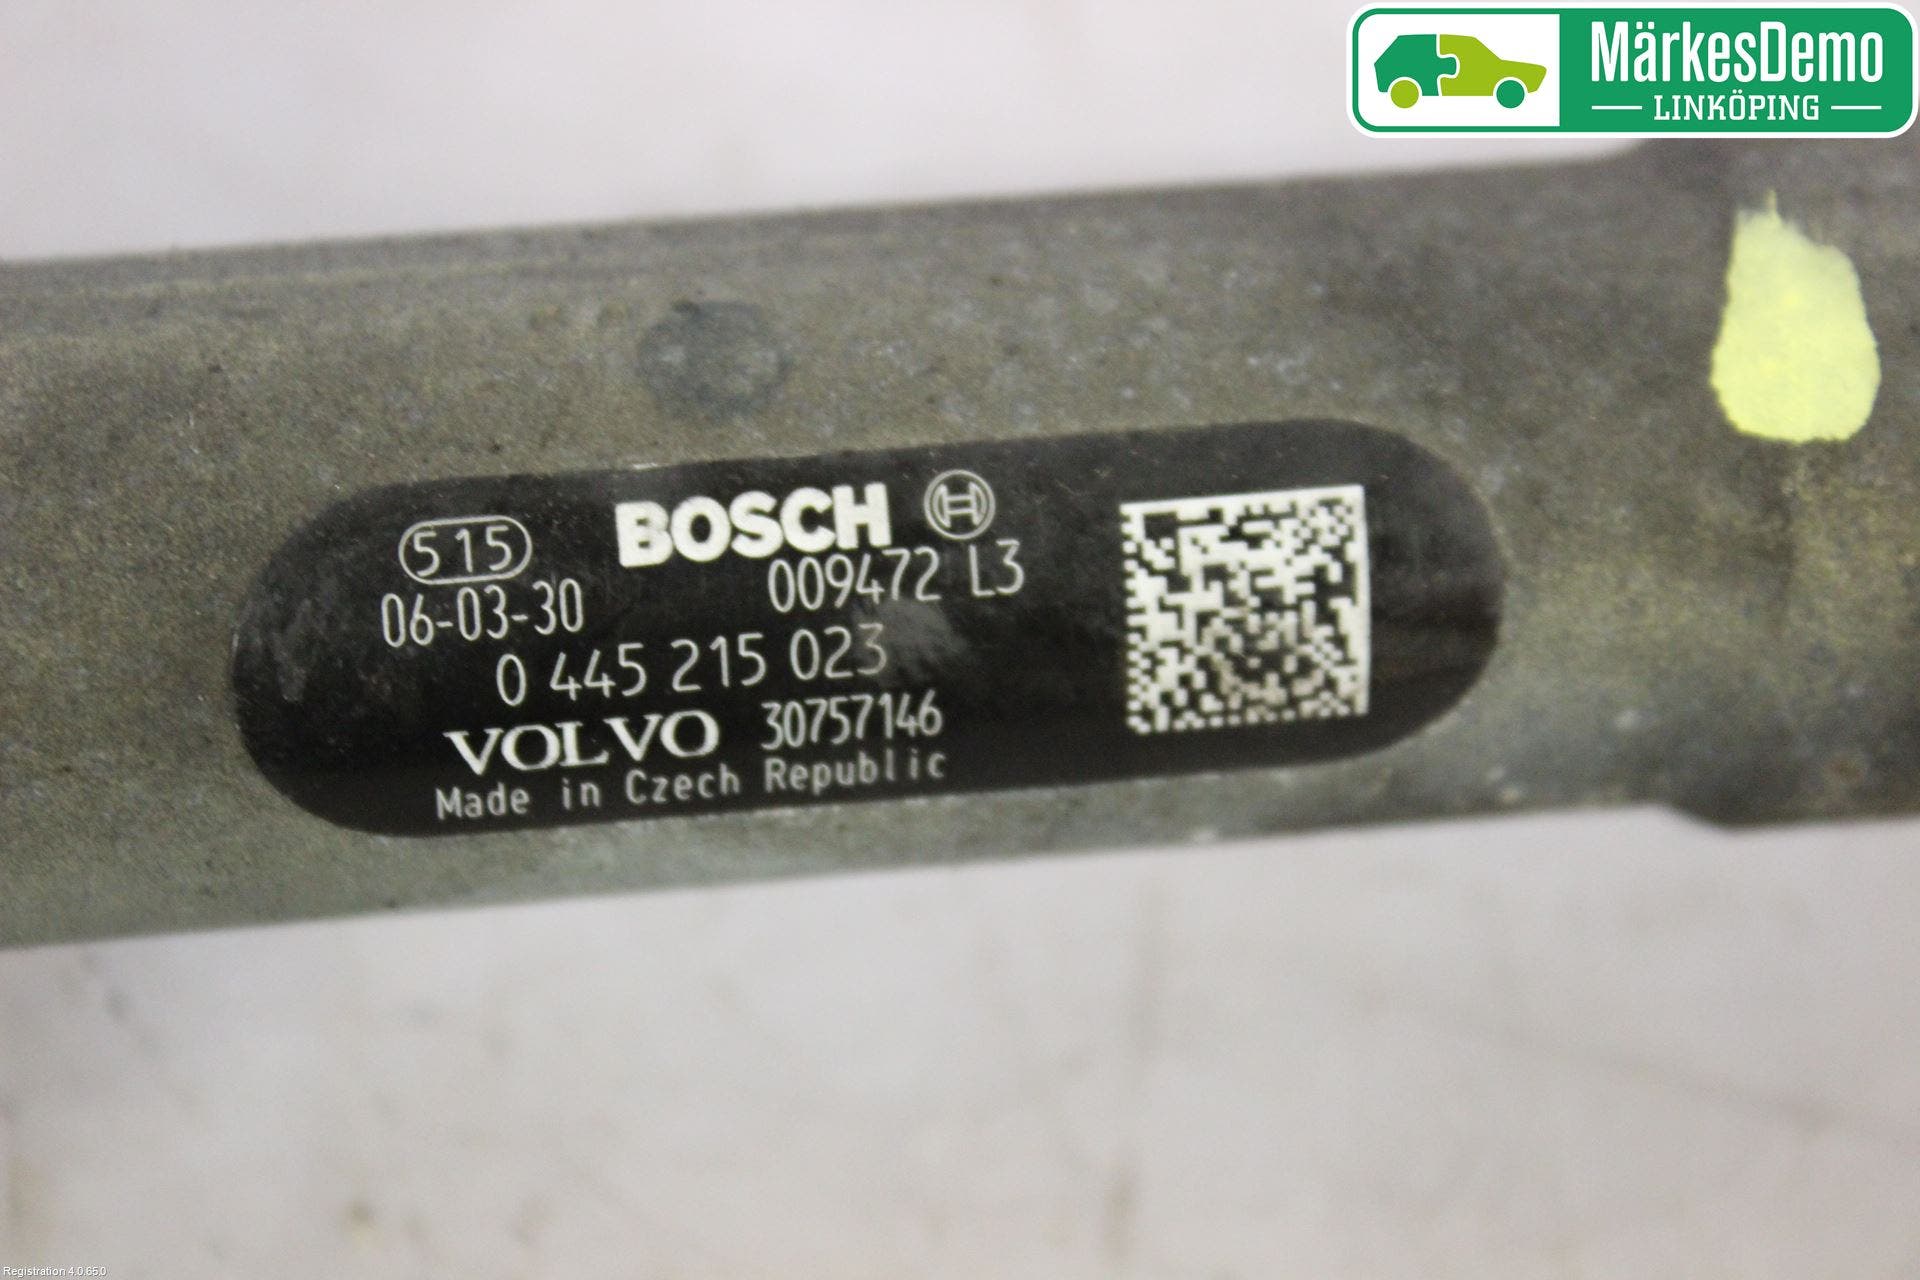 MärkesDemo
LINKÖPING
515 BOSCH
06-03-30 009472 L3
0 445 215 023
VOLVO 30757146
Made in Czech Republic
Registration 4.0.65.0